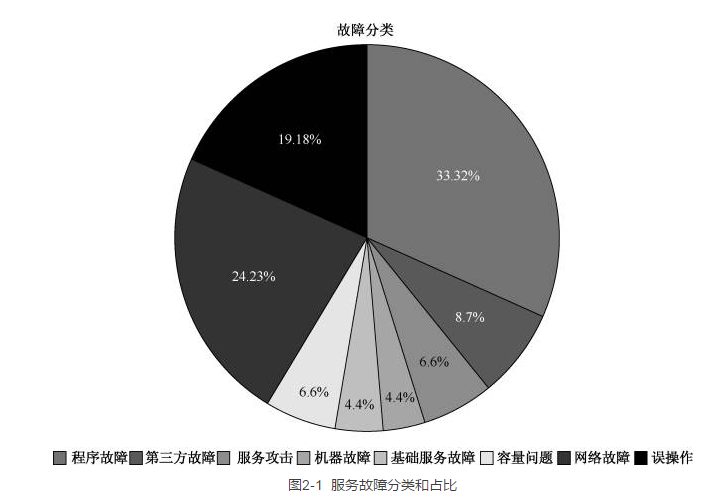 故障分类
19.18%
33.32%
24.23%
8.7%
6.6%
6.6%
4.4%
4.4%
程序故障 第三方故障 服务攻击 机器故障 基础服务故障 容量问题 网络故障 误操作
图2-1 服务故障分类和占比